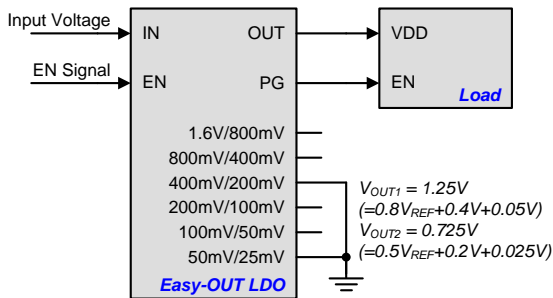 Input Voltage
IN
OUT
VDD
EN Signal
EN
PG
EN
Load
1.6V/800mV
800mV/400mV
400mV/200mV
200mV/100mV
100mV/50mV
50mV/25mV
Easy-OUT LDO
VOUT1 = 1.25V
(=0.8VREF+0.4V+0.05V)
VOUT2 = 0.725V
(=0.5VREF+0.2V+0.025V)